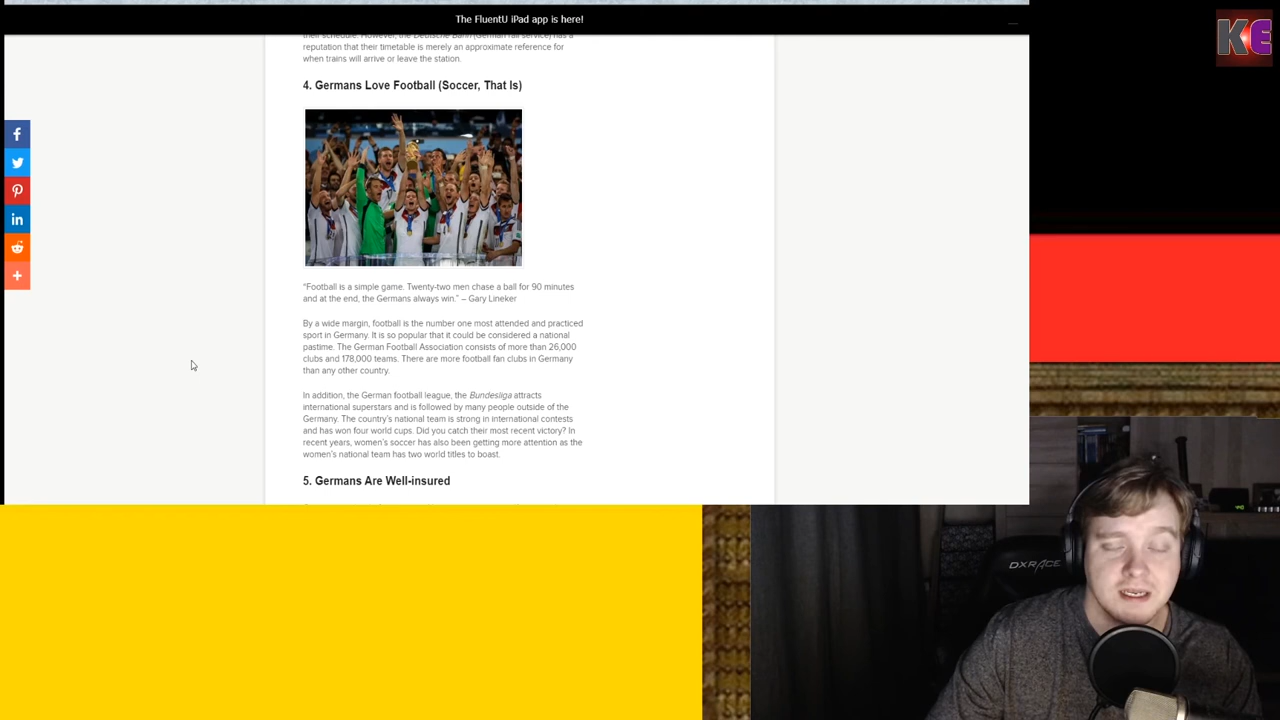 The FluentU iPad app is here!
KE
their schedule. However, the Deutsche Bahn (German rail service) has a
reputation that their timetable is merely an approximate reference for
when trains will arrive or leave the station.
4. Germans Love Football (Soccer, That Is)
“Football is a simple game. Twenty-two men chase a ball for 90 minutes
and at the end, the Germans always win.” – Gary Lineker
By a wide margin, football is the number one most attended and practiced
sport in Germany. It is so popular that it could be considered a national
pastime. The German Football Association consists of more than 26,000
clubs and 178,000 teams. There are more football fan clubs in Germany
than any other country.
In addition, the German football league, the Bundesliga attracts
international superstars and is followed by many people outside of the
Germany. The country’s national team is strong in international contests
and has won four world cups. Did you catch their most recent victory? In
recent years, women’s soccer has also been getting more attention as the
women’s national team has two world titles to boast.
5. Germans Are Well-insured
DXRACE